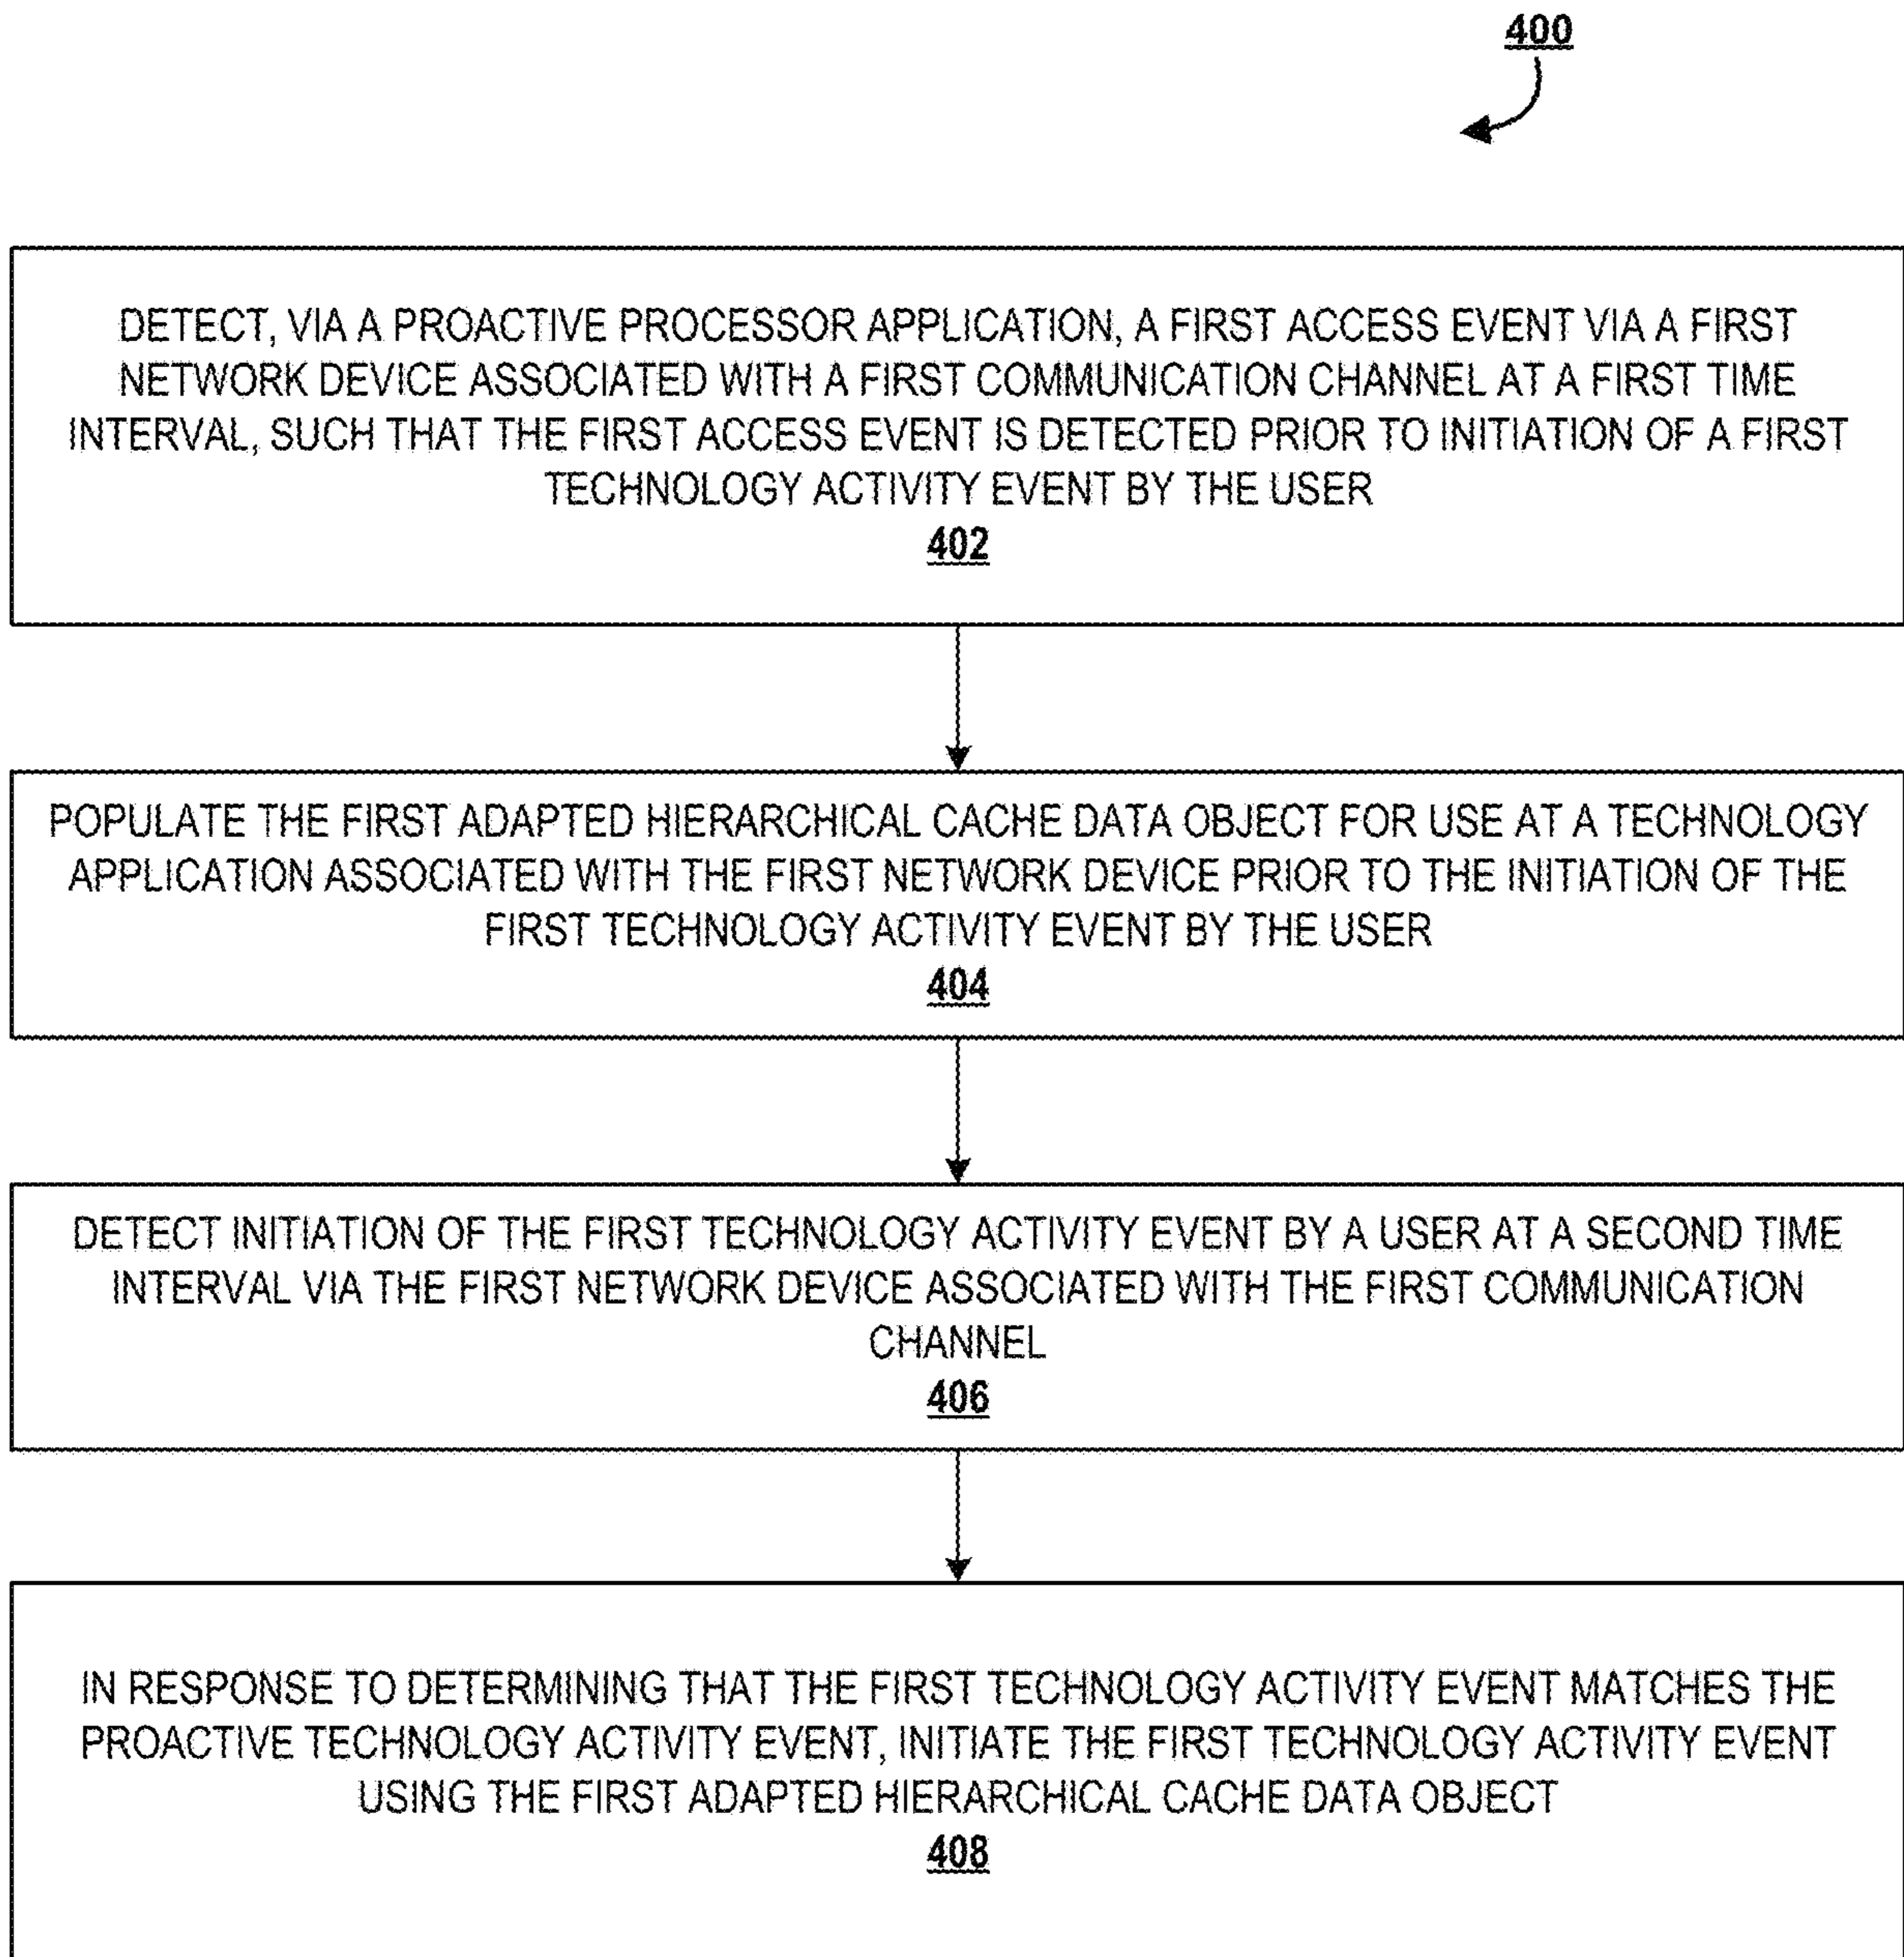 400
DETECT, VIA A PROACTIVE PROCESSOR APPLICATION, A FIRST ACCESS EVENT VIA A FIRST
NETWORK DEVICE ASSOCIATED WITH A FIRST COMMUNICATION CHANNEL AT A FIRST TIME
INTERVAL, SUCH THAT THE FIRST ACCESS EVENT IS DETECTED PRIOR TO INITIATION OF A FIRST
TECHNOLOGY ACTIVITY EVENT BY THE USER
402
POPULATE THE FIRST ADAPTED HIERARCHICAL CACHE DATA OBJECT FOR USE AT A TECHNOLOGY
APPLICATION ASSOCIATED WITH THE FIRST NETWORK DEVICE PRIOR TO THE INITIATION OF THE
FIRST TECHNOLOGY ACTIVITY EVENT BY THE USER
404
DETECT INITIATION OF THE FIRST TECHNOLOGY ACTIVITY EVENT BY A USER AT A SECOND TIME
INTERVAL VIA THE FIRST NETWORK DEVICE ASSOCIATED WITH THE FIRST COMMUNICATION
CHANNEL
406
IN RESPONSE TO DETERMINING THAT THE FIRST TECHNOLOGY ACTIVITY EVENT MATCHES THE
PROACTIVE TECHNOLOGY ACTIVITY EVENT, INITIATE THE FIRST TECHNOLOGY ACTIVITY EVENT
USING THE FIRST ADAPTED HIERARCHICAL CACHE DATA OBJECT
408